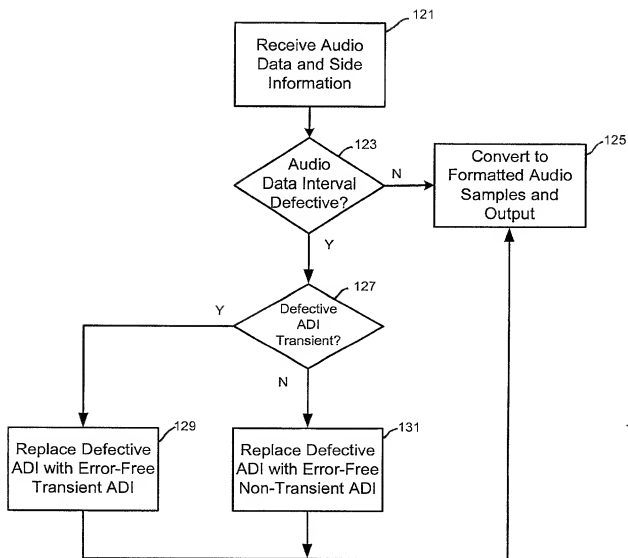 121
Receive Audio
Data and Side
Information
123
Audio
Data Interval
Defective?
N
125
Convert to
Formatted Audio
Samples and
Output
Y
127
Defective
ADI
Transient?
Y
N
129
Replace Defective
ADI with Error-Free
Transient ADI
131
Replace Defective
ADI with Error-Free
Non-Transient ADI